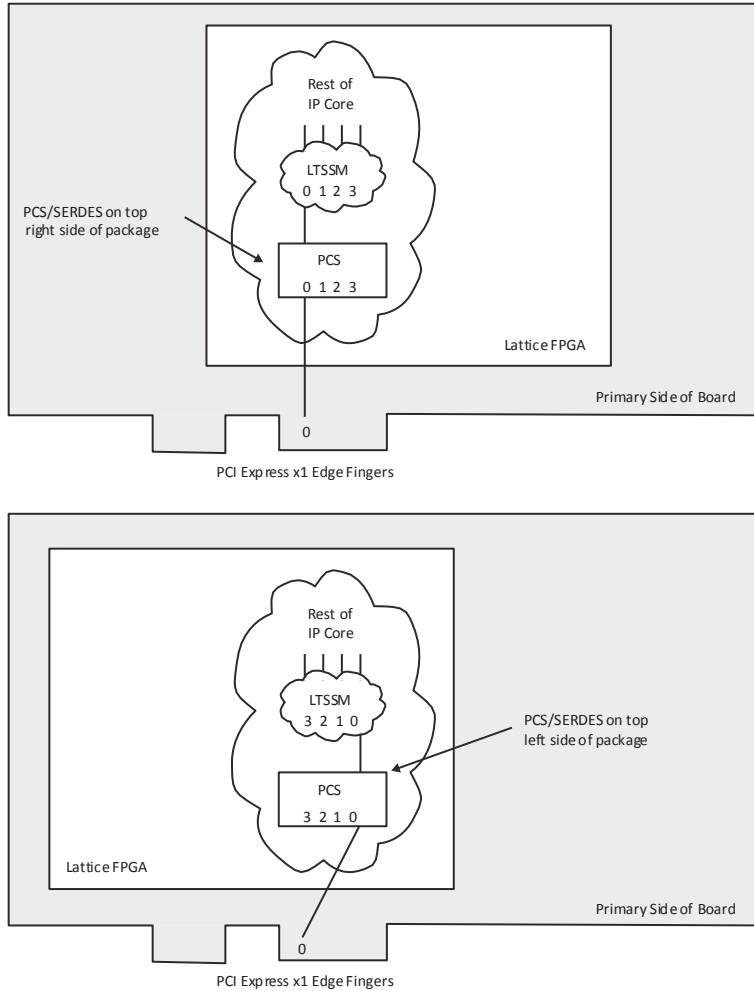 Rest of
IP Core
LTSSM
0 1 2 3
PCS/SERDES on top
right side of package
PCS
0 1 2 3
Lattice FPGA
Primary Side of Board
0
PCI Express x1 Edge Fingers
Rest of
IP Core
LTSSM
3 2 1 0
PCS/SERDES on top
left side of package
PCS
3 2 1 0
Lattice FPGA
Primary Side of Board
0
PCI Express x1 Edge Fingers